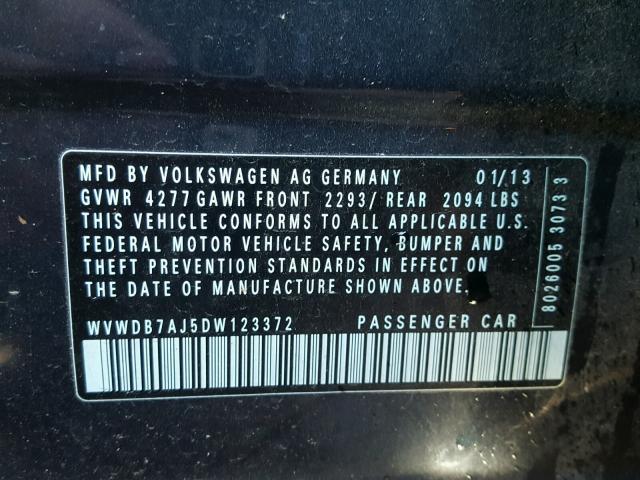 MFD BY VOLKSWAGEN AG GERMANY 01/13
GVWR 4277 GAWR FRONT 2293/ REAR 2094 LBS
THIS VEHICLE CONFORMS TO ALL APPLICABLE U.S.
FEDERAL MOTOR VEHICLE SAFETY, BUMPER AND
THEFT PREVENTION STANDARDS IN EFFECT ON
THE DATE OF MANUFACTURE SHOWN ABOVE.
WVWDB7AJ5DW123372 PASSENGER CAR
8026005 3073 3